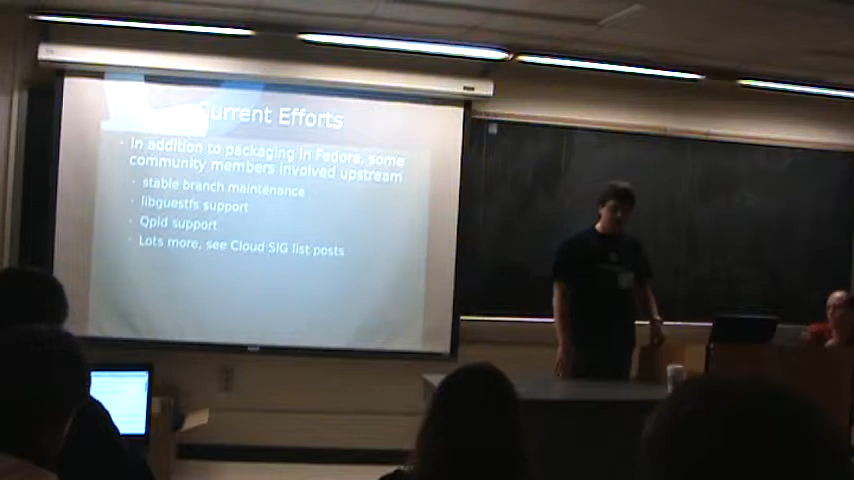 Current Efforts
In addition to packaging in Fedora, some
community members involved upstream
stable branch maintenance
libguestfs support
Qpid support
Lots more, see Cloud SIG list posts